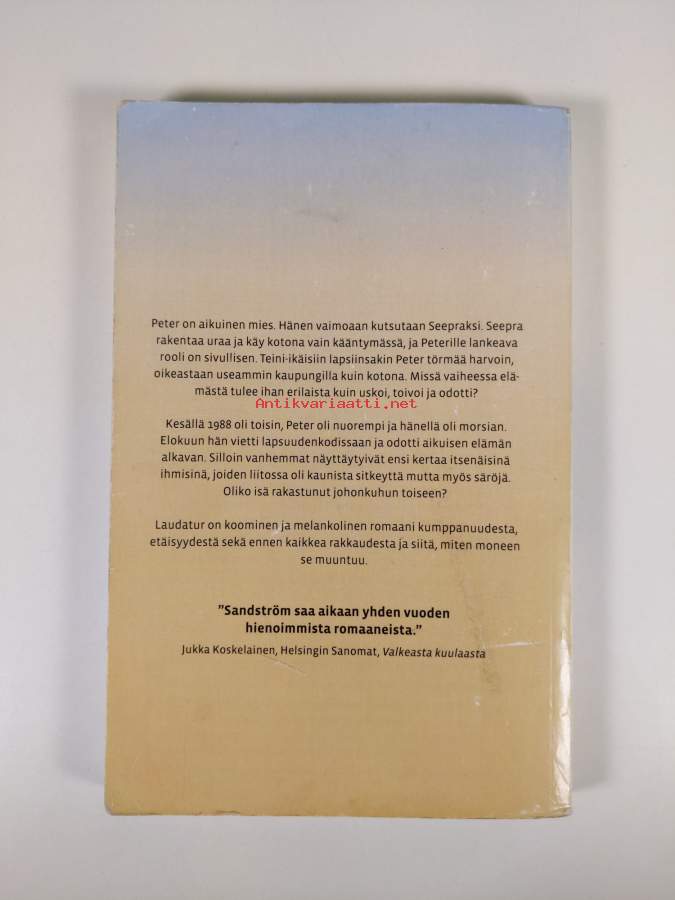 Peter on aikuinen mies. Hänen vaimoaan kutsutaan Seepraksi. Seepra
rakentaa uraa ja käy kotona vain kääntymässä, ja Peterille lankeava
rooli on sivullisen. Teini-ikäisiin lapsiinsakin Peter törmää harvoin,
oikeastaan useammin kaupungilla kuin kotona. Missä vaiheessa elä-
mästä tulee ihan erilaista kuin uskoi, toivoi ja odotti?
Antikvariaatti.net
Kesällä 1988 oli toisin, Peter oli nuorempi ja hänellä oli morsian.
Elokuun hän vietti lapsuudenkodissaan ja odotti aikuisen elämän
alkavan. Silloin vanhemmat näyttäytyivät ensi kertaa itsenäisinä
ihmisinä, joiden liitossa oli kaunista sitkeyttä mutta myös säröjä.
Oliko isä rakastunut johonkuhun toiseen?
Laudatur on koominen ja melankolinen romaani kumppanuudesta,
etäisyydestä sekä ennen kaikkea rakkaudesta ja siitä, miten moneen
se muuntuu.
”Sandström saa aikaan yhden vuoden
hienoimmista romaaneista.”
Jukka Koskelainen, Helsingin Sanomat, Valkeasta kuulaasta